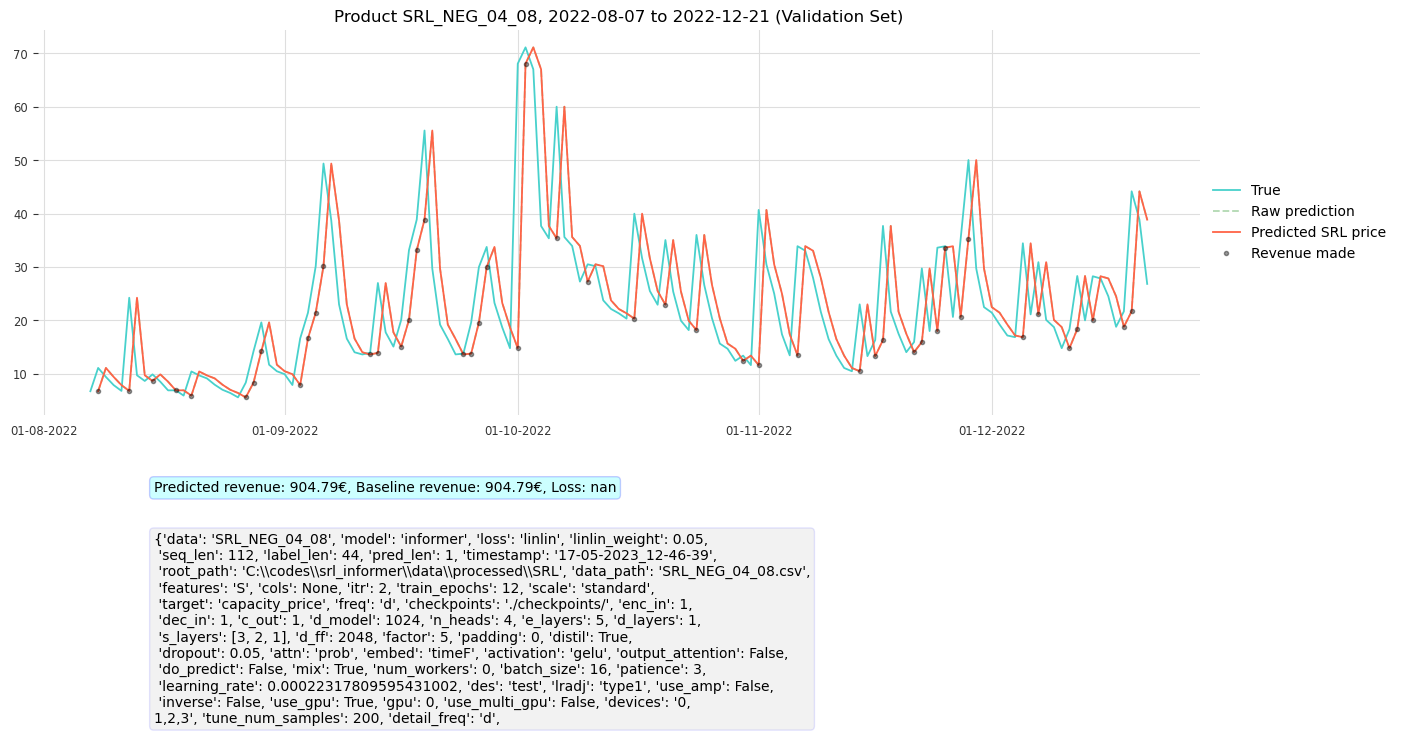 Product SRL_NEG_04_08, 2022-08-07 to 2022-12-21 (Validation Set)
70
60
50
40
30
20
10
01-08-2022
01-09-2022
01-10-2022
01-11-2022
01-12-2022
True
Raw prediction
Predicted SRL price
Revenue made
Predicted revenue: 904.79€, Baseline revenue: 904.79€, Loss: nan
{'data': 'SRL_NEG_04_08', 'model': 'informer', 'loss': 'linlin', 'linlin_weight': 0.05,
'seq_len': 112, 'label_len': 44, 'pred_len': 1, 'timestamp': '17-05-2023_12-46-39',
'root_path': 'C:\\codes\\srl_informer\\data\\processed\\SRL', 'data_path': 'SRL_NEG_04_08.csv',
'features': 'S', 'cols': None, 'itr': 2, 'train_epochs': 12, 'scale': 'standard',
'target': 'capacity_price', 'freq': 'd', 'checkpoints': './checkpoints/', 'enc_in': 1,
'dec_in': 1, 'c_out': 1, 'd_model': 1024, 'n_heads': 4, 'e_layers': 5, 'd_layers': 1,
's_layers': [3, 2, 1], 'd_ff': 2048, 'factor': 5, 'padding': 0, 'distil': True,
'dropout': 0.05, 'attn': 'prob', 'embed': 'timeF', 'activation': 'gelu', 'output_attention': False,
'do_predict': False, 'mix': True, 'num_workers': 0, 'batch_size': 16, 'patience': 3,
'learning_rate': 0.00022317809595431002, 'des': 'test', 'lradj': 'type1', 'use_amp': False,
'inverse': False, 'use_gpu': True, 'gpu': 0, 'use_multi_gpu': False, 'devices': '0,
1,2,3', 'tune_num_samples': 200, 'detail_freq': 'd',